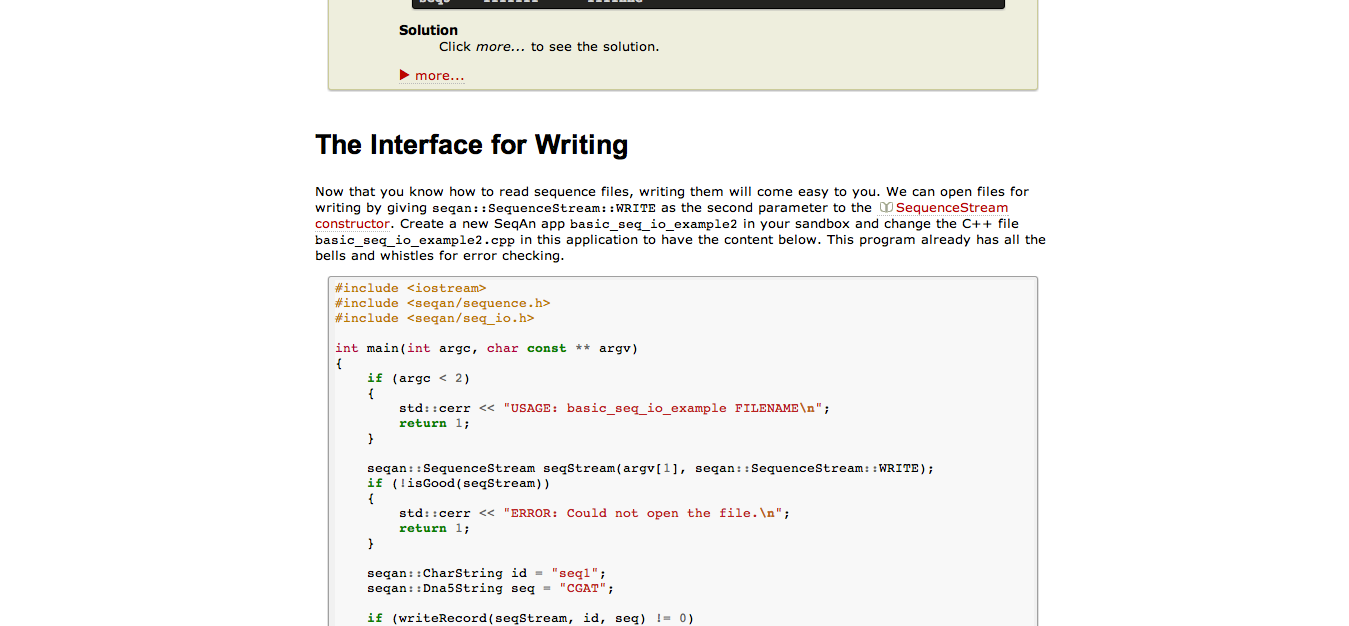 Solution
Click more... to see the solution.
more...
The Interface for Writing
Now that you know how to read sequence files, writing them will come easy to you. We can open files for
writing by giving seqan::SequenceStream::WRITE as the second parameter to the SequenceStream
constructor. Create a new SeqAn app basic_seq_io_example2 in your sandbox and change the C++ file
basic_seq_io_example2.cpp in this application to have the content below. This program already has all the
bells and whistles for error checking.
#include <iostream>
#include <seqan/sequence.h>
#include <seqan/seq_io.h>
int main(int argc, char const ** argv)
{
    if (argc < 2)
    {
        std::cerr << "USAGE: basic_seq_io_example FILENAME\n";
        return 1;
    }
    seqan::SequenceStream seqStream(argv[1], seqan::SequenceStream::WRITE);
    if (!isGood(seqStream))
    {
        std::cerr << "ERROR: Could not open the file.\n";
        return 1;
    }
    seqan::CharString id = "seq1";
    seqan::Dna5String seq = "CGAT";
    if (writeRecord(seqStream, id, seq) != 0)